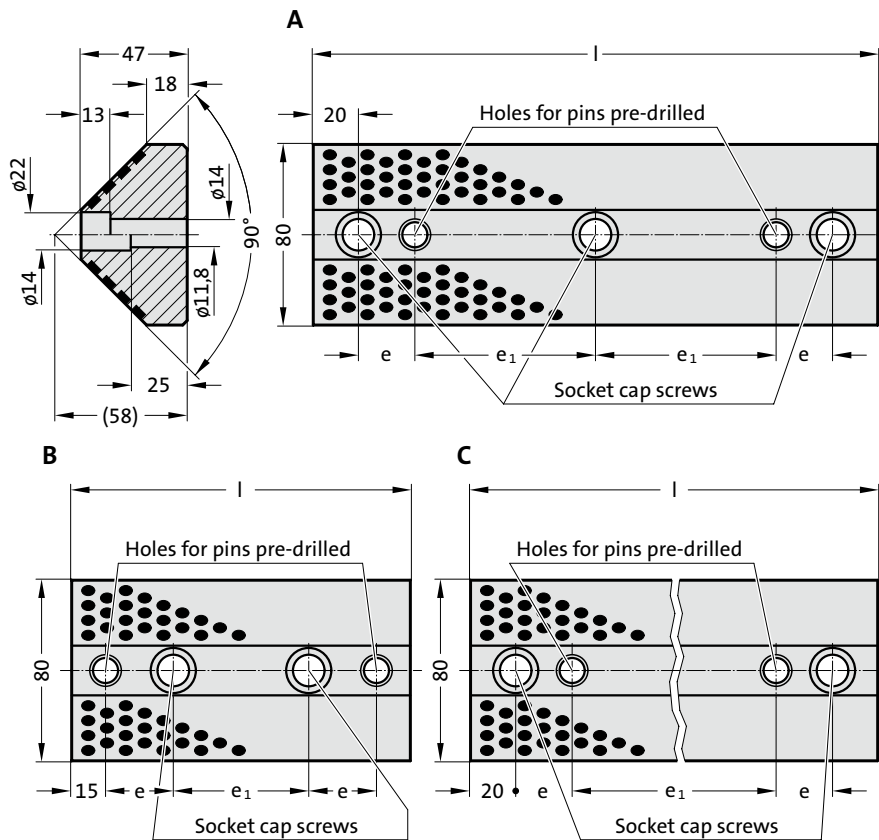 A
47
l
18
13
20
Holes for pins pre-drilled
ø22
ø14
90°
80
ø14
ø11,8
e
e₁
e₁
e
25
Socket cap screws
(58)
B
C
l
l
Holes for pins pre-drilled
Holes for pins pre-drilled
80
80
15
e
e₁
e
20
e
e₁
e
Socket cap screws
Socket cap screws